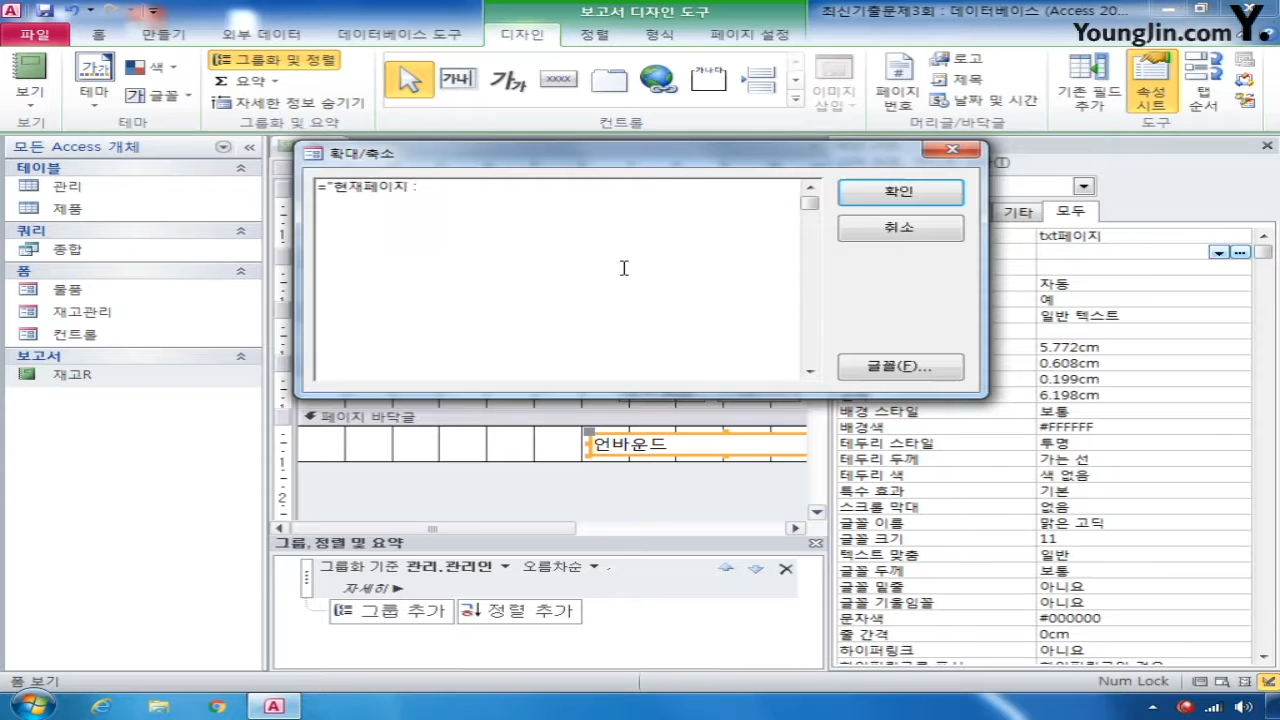 보고서 디자인 도구
최신기출문제3회 : 데이터베이스 (Access 20...
YoungJin.com Y.
파일
홈
만들기
외부 데이터
데이터베이스 도구
디자인
정렬
형식
페이지 설정
보기
테마
색
글꼴
그룹화 및 정렬
Σ 요약
자세한 정보 숨기기
가나
가가
xxxx
가나다
이미지
삽입
페이지
번호
로고
제목
날짜 및 시간
기존 필드
추가
속성
시트
탭
순서
보기
테마
그룹화 및 요약
컨트롤
머리글/바닥글
도구
모든 Access 개체
테이블
관리
제품
쿼리
종합
폼
물품
재고관리
컨트롤
보고서
재고R
확대/축소
="현재페이지 :
확인
취소
글꼴(F)...
페이지 바닥글
언바운드
그룹, 정렬 및 요약
그룹화 기준 관리.관리인
오름차순
,
자세히
그룹 추가
정렬 추가
기타
모두
txt페이지
자동
예
일반 텍스트
5.772cm
0.608cm
0.199cm
6.198cm
배경 스타일 보통
배경색 #FFFFFF
테두리 스타일 투명
테두리 두께 가는 선
테두리 색 색 없음
특수 효과 기본
스크롤 막대 없음
글꼴 이름 맑은 고딕
글꼴 크기 11
텍스트 맞춤 일반
글꼴 두께 보통
글꼴 밑줄 아니요
글꼴 기울임꼴 아니요
문자색 #000000
줄 간격 0cm
하이퍼링크 아니요
폼 보기
Num Lock